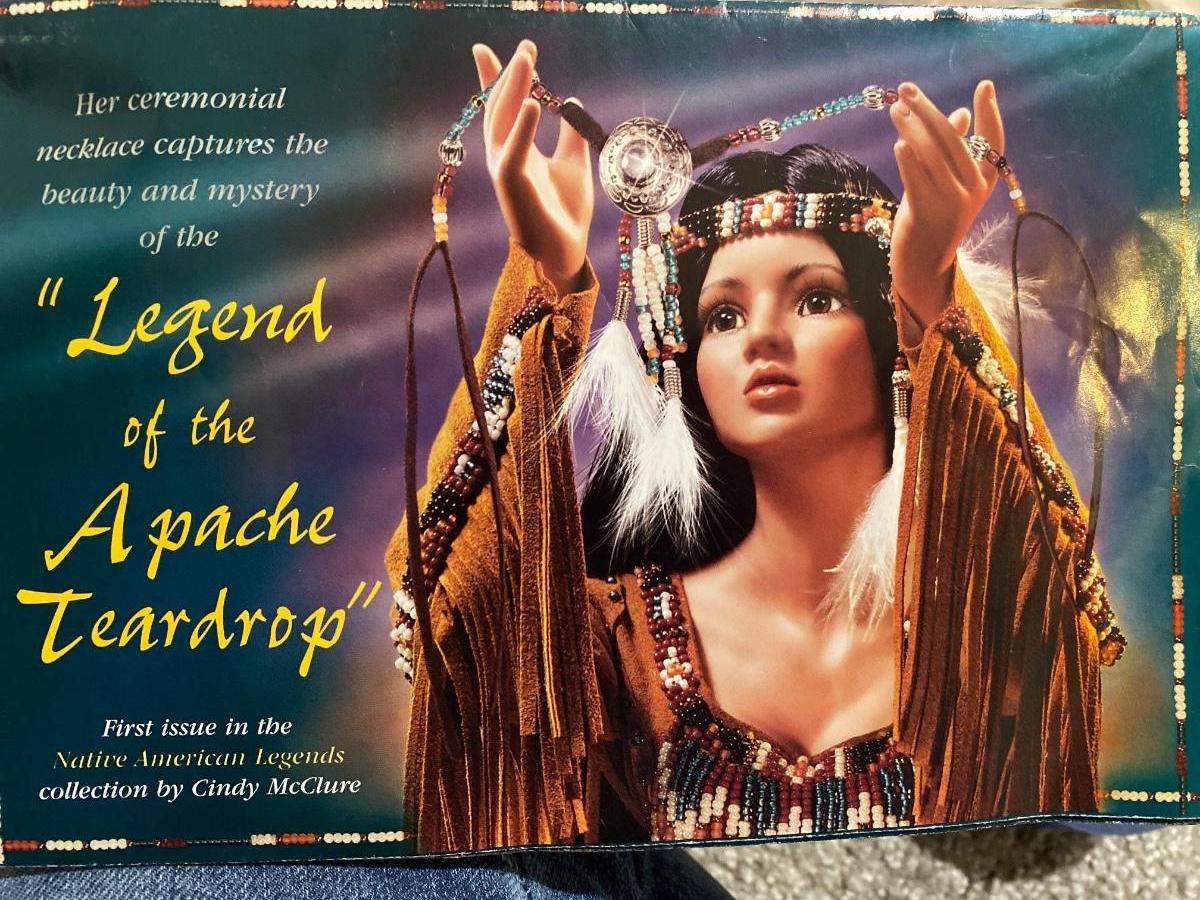 Her ceremonial
necklace captures the
beauty and mystery
of the
"Legend
of the
Apache
Teardrop"
First issue in the
Native American Legends
collection by Cindy McClure